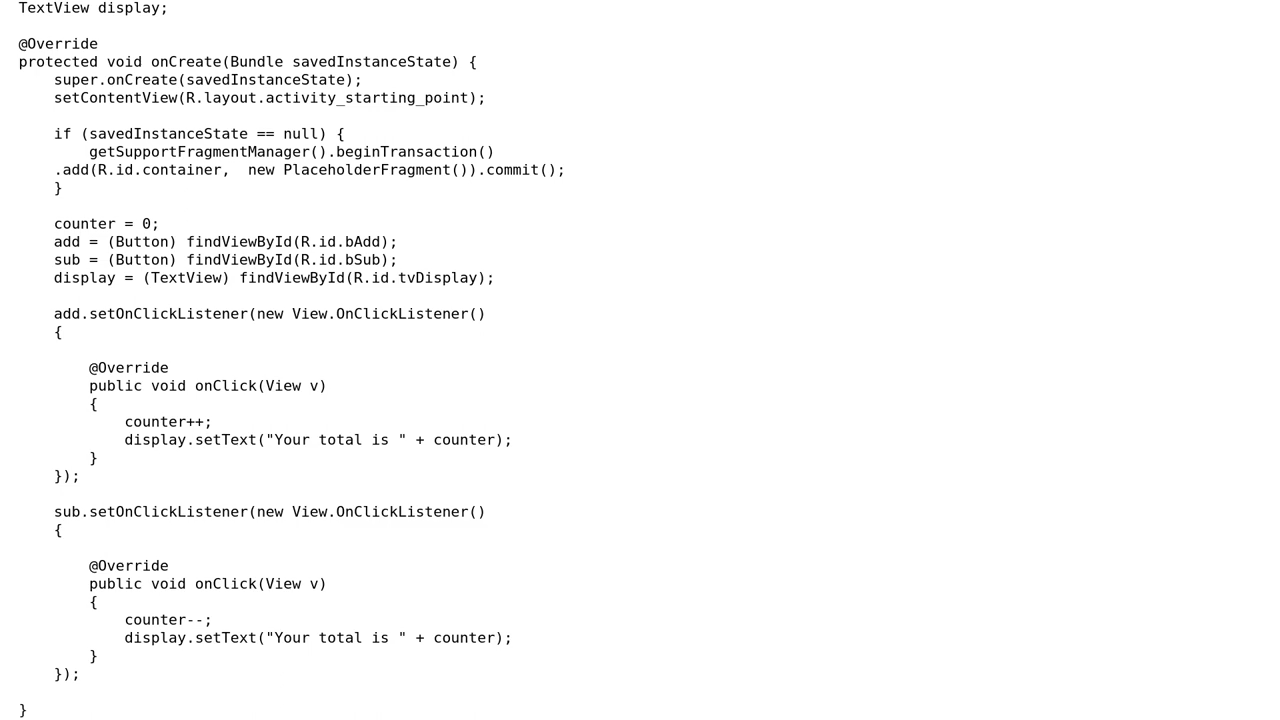 TextView display;

@Override
protected void onCreate(Bundle savedInstanceState) {
    super.onCreate(savedInstanceState);
    setContentView(R.layout.activity_starting_point);

    if (savedInstanceState == null) {
        getSupportFragmentManager().beginTransaction()
    .add(R.id.container,  new PlaceholderFragment()).commit();
    }

    counter = 0;
    add = (Button) findViewById(R.id.bAdd);
    sub = (Button) findViewById(R.id.bSub);
    display = (TextView) findViewById(R.id.tvDisplay);

    add.setOnClickListener(new View.OnClickListener()
    {

        @Override
        public void onClick(View v)
        {
            counter++;
            display.setText("Your total is " + counter);
        }
    });

    sub.setOnClickListener(new View.OnClickListener()
    {

        @Override
        public void onClick(View v)
        {
            counter--;
            display.setText("Your total is " + counter);
        }
    });

}